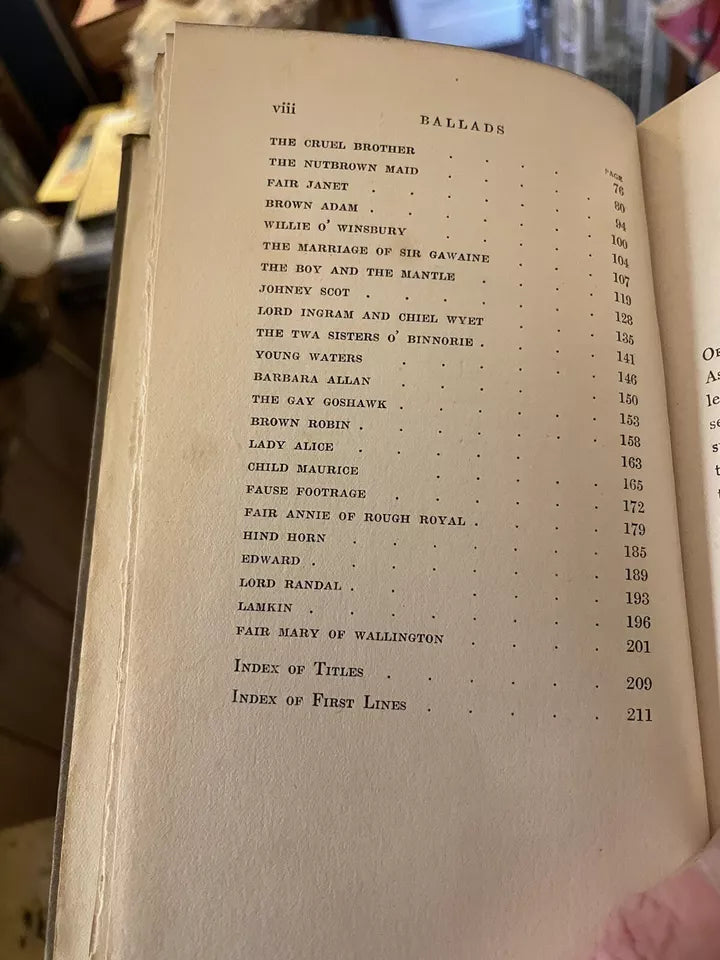 viii BALLADS
PAGE
THE CRUEL BROTHER . . . . 76
THE NUTBROWN MAID . . . . . 80
FAIR JANET . . . . . . 94
BROWN ADAM . . . . . . 100
WILLIE O' WINSBURY . . . . 104
THE MARRIAGE OF SIR GAWAINE . . . 107
THE BOY AND THE MANTLE . . . . 119
JOHNEY SCOT . . . . . . 128
LORD INGRAM AND CHIEL WYET . . . 135
THE TWA SISTERS O' BINNORIE . . . . 141
YOUNG WATERS . . . . . 146
BARBARA ALLAN . . . . . 150
THE GAY GOSHAWK . . . . . 153
BROWN ROBIN . . . . . . 158
LADY ALICE . . . . . 163
CHILD MAURICE . . . . . 165
FAUSE FOOTRAGE . . . . . 172
FAIR ANNIE OF ROUGH ROYAL . . . . 179
HIND HORN . . . . . . 185
EDWARD . . . . . . . 189
LORD RANDAL . . . . . . 193
LAMKIN . . . . . . . 196
FAIR MARY OF WALLINGTON . . . . 201
INDEX OF TITLES . . . . . 209
INDEX OF FIRST LINES . . . . . 211